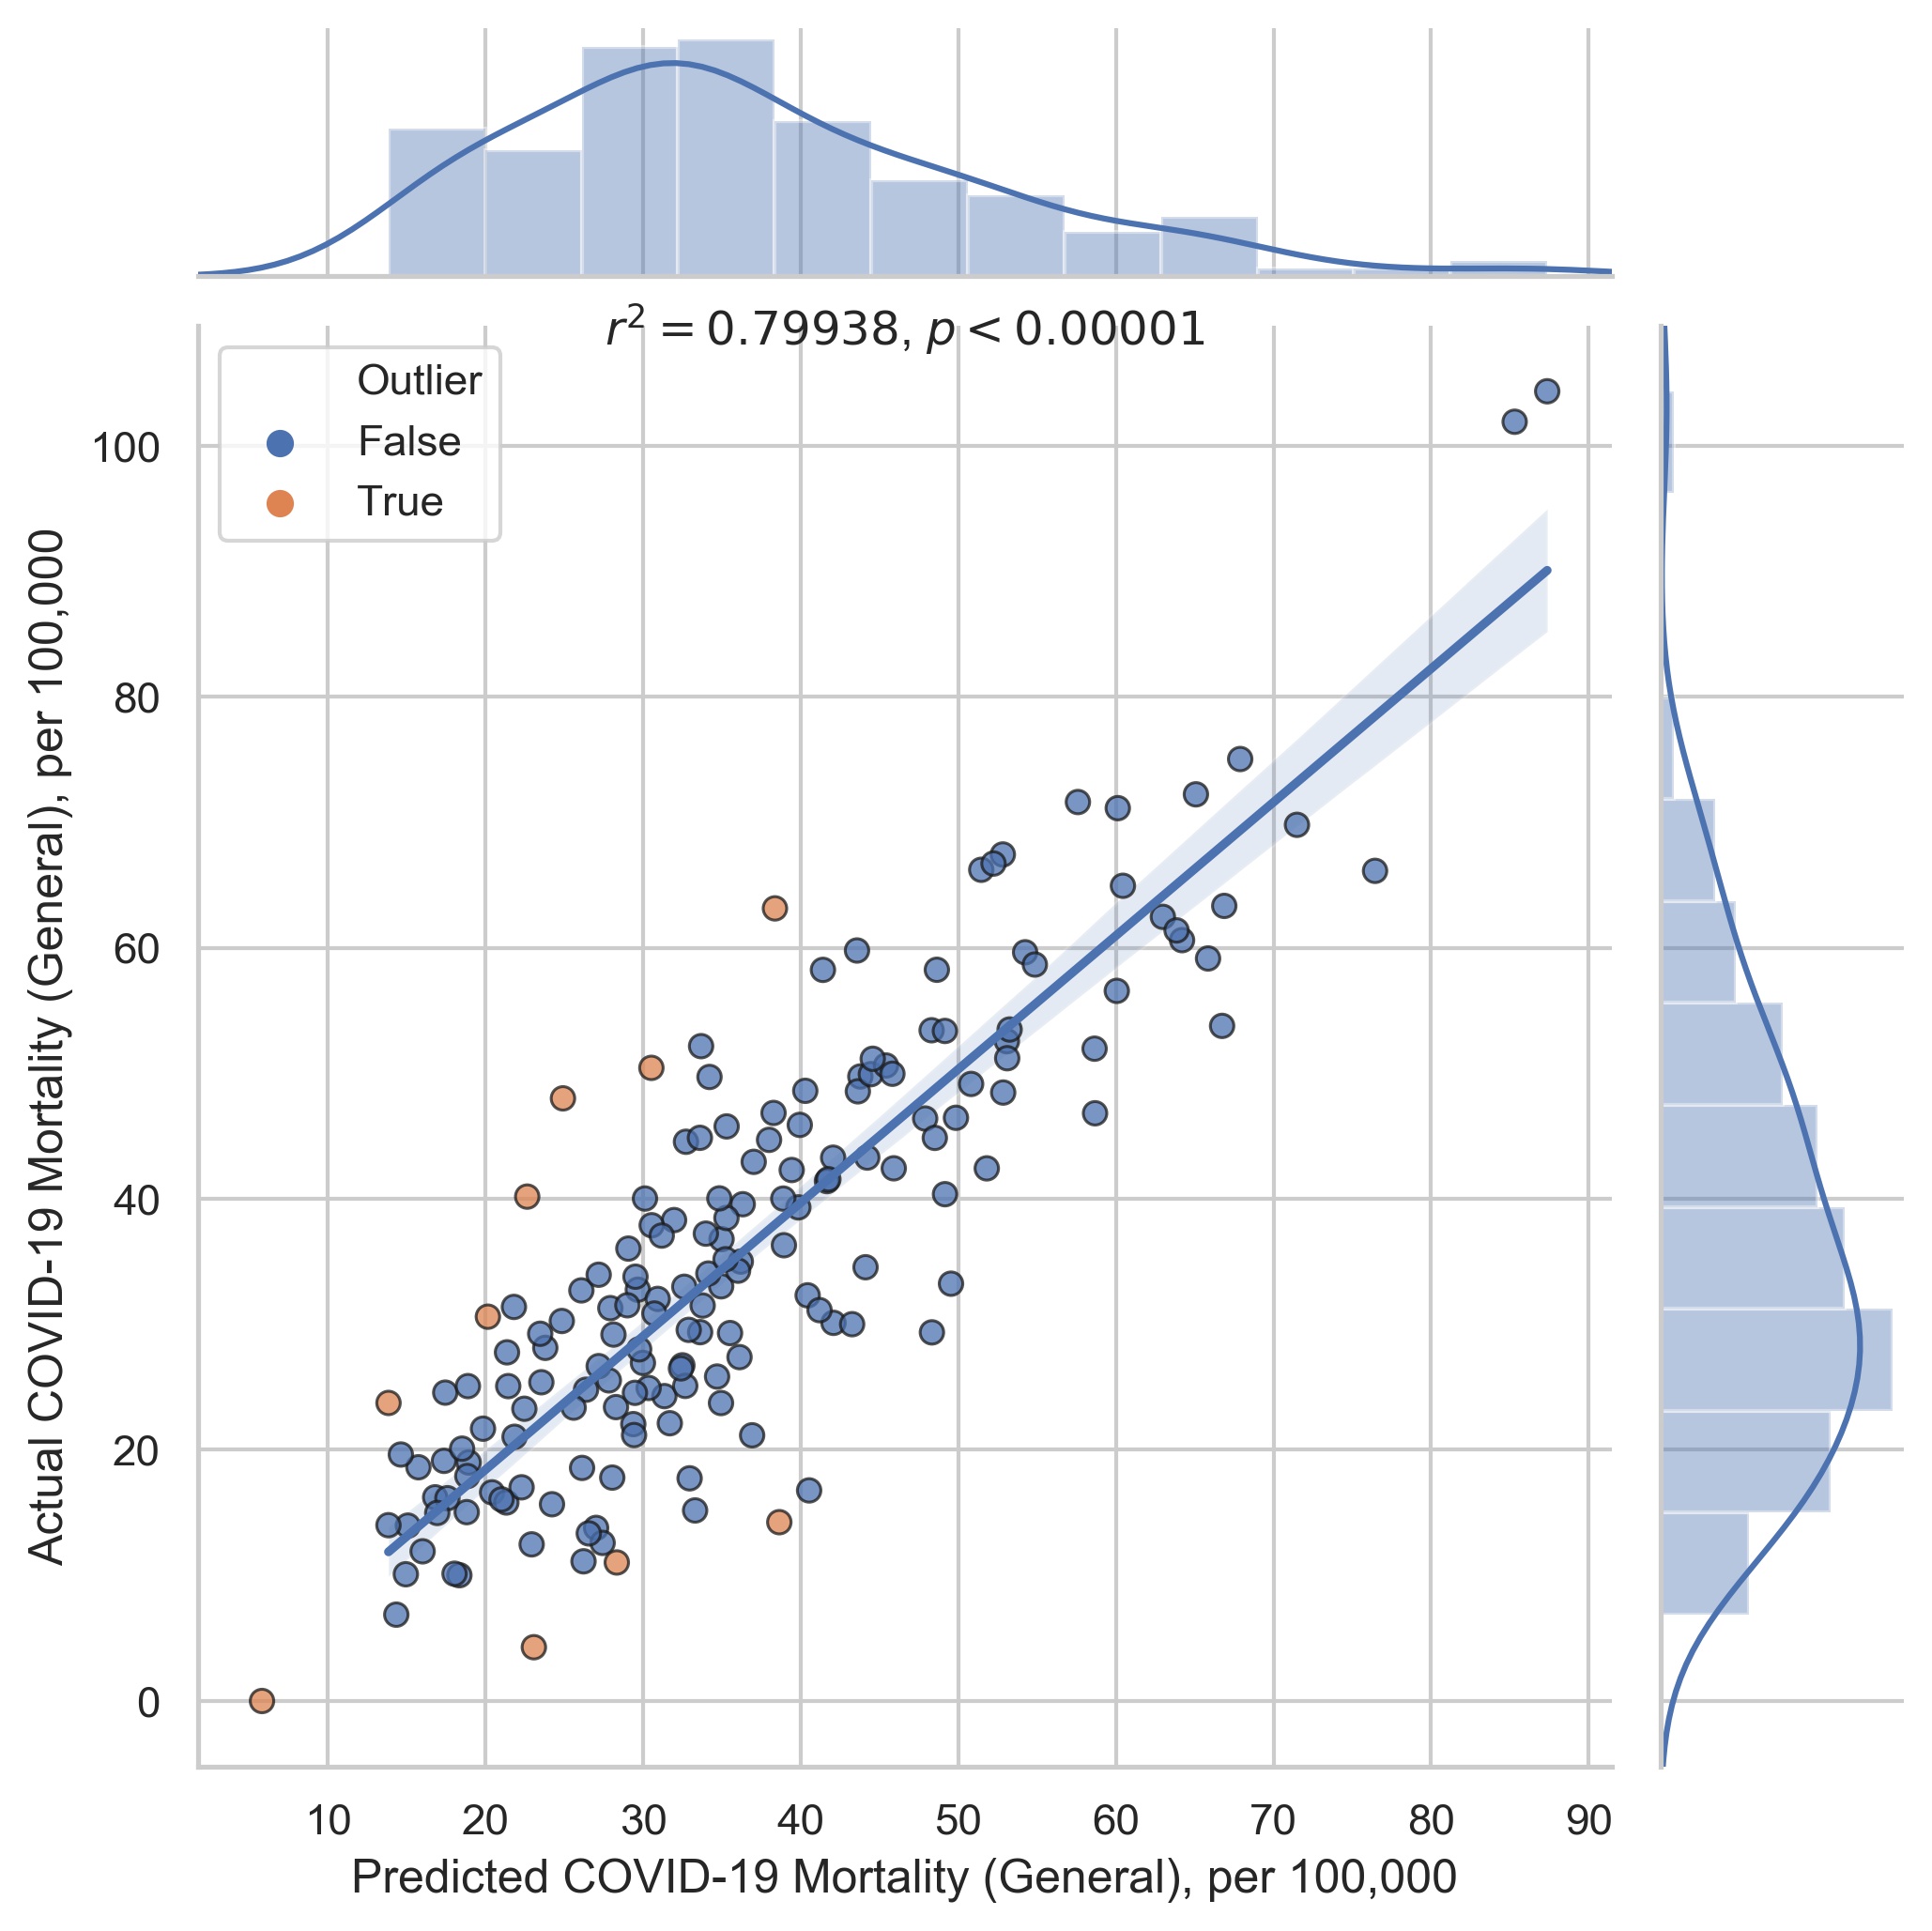 r² = 0.79938, p < 0.00001
Outlier
False
True
Actual COVID-19 Mortality (General), per 100,000
100
80
60
40
20
0
10 20 30 40 50 60 70 80 90
Predicted COVID-19 Mortality (General), per 100,000